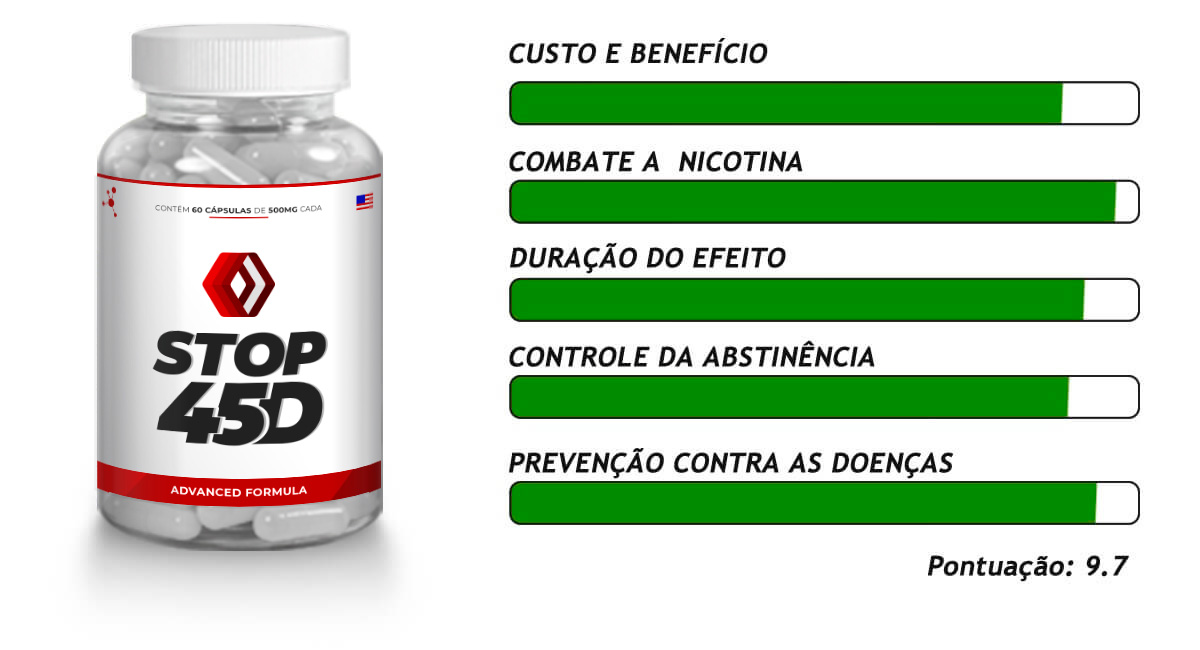 CONTÉM 60 CÁPSULAS DE 500MG CADA
STOP
45D
ADVANCED FORMULA
CUSTO E BENEFÍCIO
COMBATE A  NICOTINA
DURAÇÃO DO EFEITO
CONTROLE DA ABSTINÊNCIA
PREVENÇÃO CONTRA AS DOENÇAS
Pontuação: 9.7